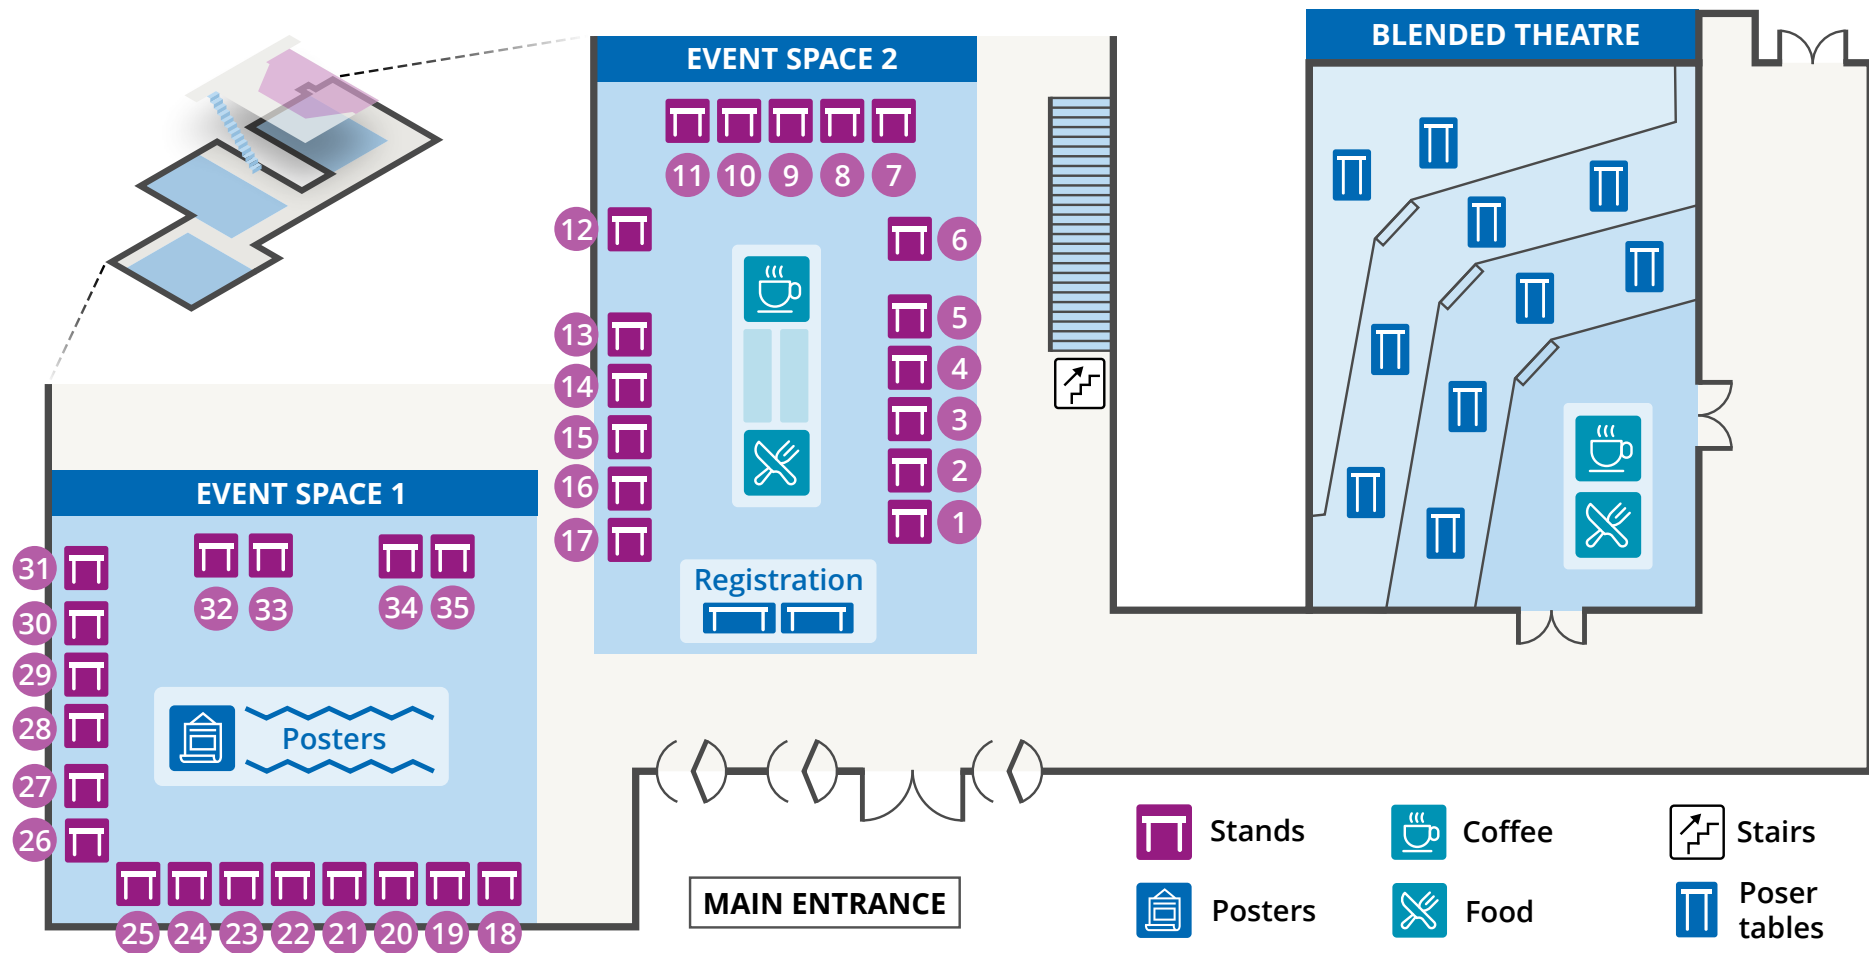 EVENT SPACE 2
BLENDED THEATRE
11 10 9 8 7
12
6
13
5
14
4
15
3
16
2
17
1
Registration
EVENT SPACE 1
31
32 33 34 35
30
29
28
Posters
27
26
25 24 23 22 21 20 19 18
MAIN ENTRANCE
Stands
Coffee
Stairs
Posters
Food
Poser
tables